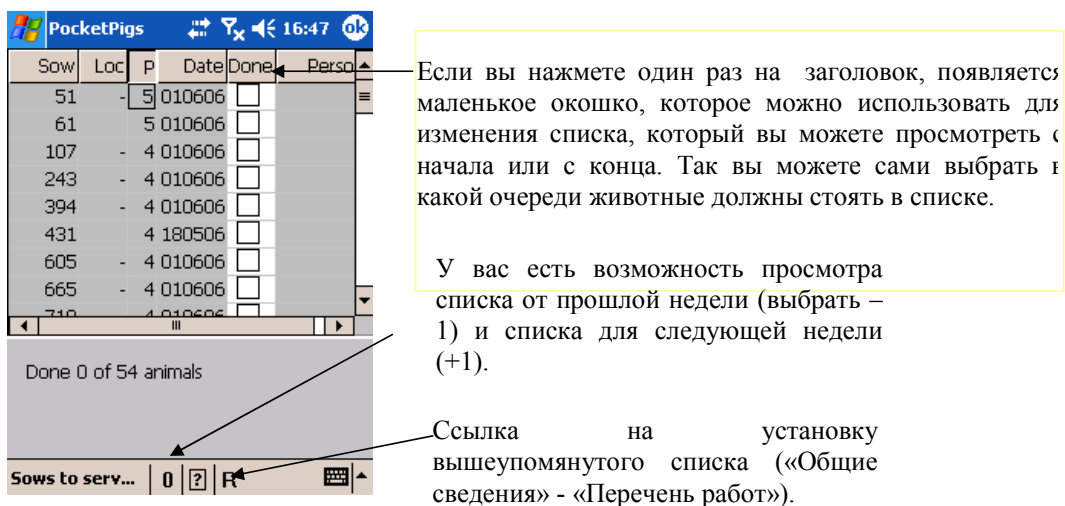 PocketPigs 16:47 ok
Sow Loc P Date Done Perso
51 - 5 010606
61 5 010606
107 - 4 010606
243 - 4 010606
394 - 4 010606
431 4 180506
605 - 4 010606
665 - 4 010606
719 4 010606
Done 0 of 54 animals
Sows to serv... 0 ? R
Если вы нажмете один раз на заголовок, появляется
маленькое окошко, которое можно использовать для
изменения списка, который вы можете просмотреть с
начала или с конца. Так вы можете сами выбрать в
какой очереди животные должны стоять в списке.
У вас есть возможность просмотра
списка от прошлой недели (выбрать –
1) и списка для следующей недели
(+1).
Ссылка на установку
вышеупомянутого списка («Общие
сведения» - «Перечень работ»).